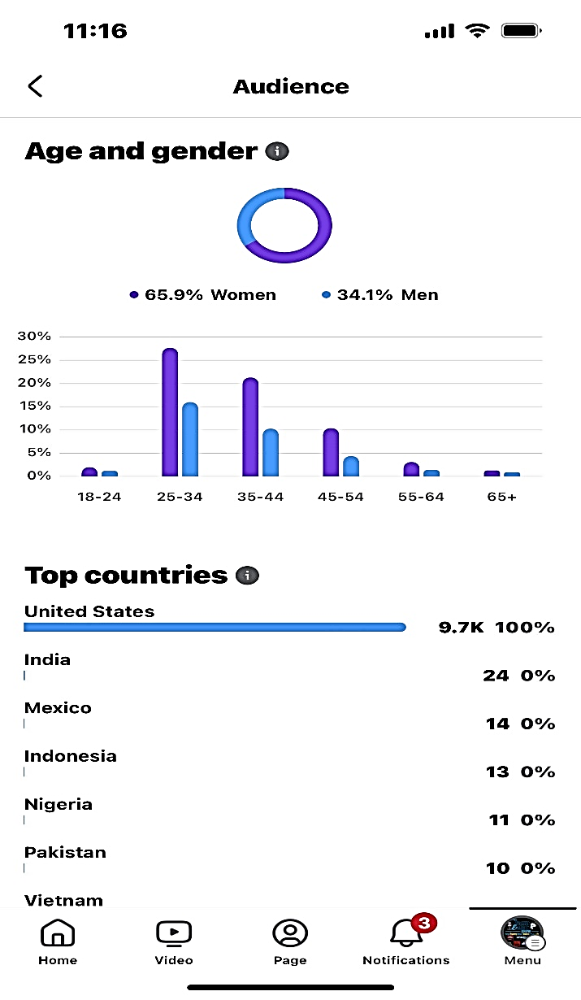 11:16
Audience
Age and gender
65.9% Women 34.1% Men
30%
25%
20%
15%
10%
5%
0%
18-24 25-34 35-44 45-54 55-64 65+
Top countries
United States
9.7K 100%
India
24 0%
Mexico
14 0%
Indonesia
13 0%
Nigeria
11 0%
Pakistan
10 0%
Vietnam
3
Home Video Page Notifications Menu